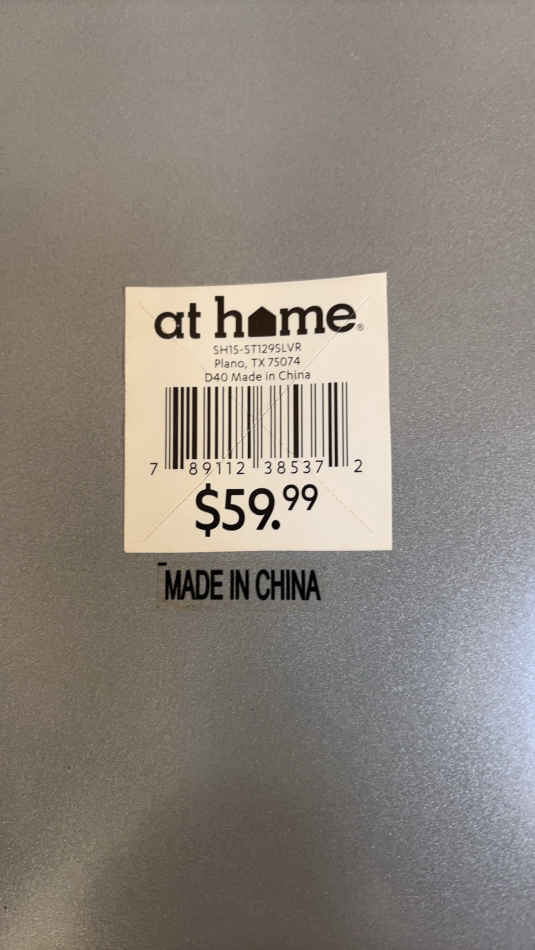 at home®
SH15-ST129SLVR
Plano, TX 75074
D40 Made in China
7 89112 38537 2
$59.99
MADE IN CHINA